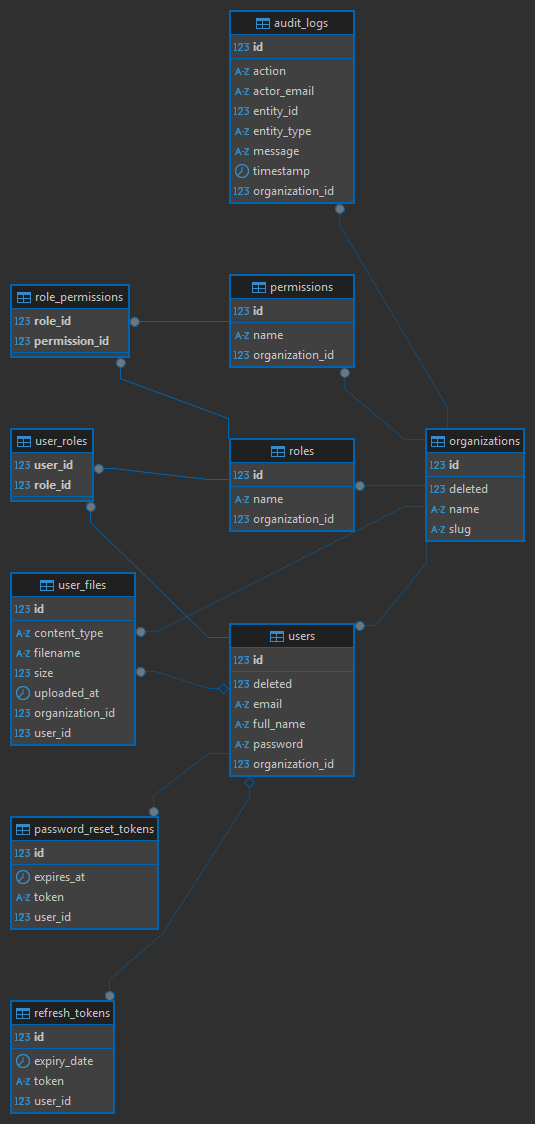 audit_logs
123 id
A-Z action
A-Z actor_email
123 entity_id
A-Z entity_type
A-Z message
timestamp
123 organization_id
role_permissions
123 role_id
123 permission_id
permissions
123 id
A-Z name
123 organization_id
user_roles
123 user_id
123 role_id
roles
123 id
A-Z name
123 organization_id
organizations
123 id
123 deleted
A-Z name
A-Z slug
user_files
123 id
A-Z content_type
A-Z filename
123 size
uploaded_at
123 organization_id
123 user_id
users
123 id
123 deleted
A-Z email
A-Z full_name
A-Z password
123 organization_id
password_reset_tokens
123 id
expires_at
A-Z token
123 user_id
refresh_tokens
123 id
expiry_date
A-Z token
123 user_id